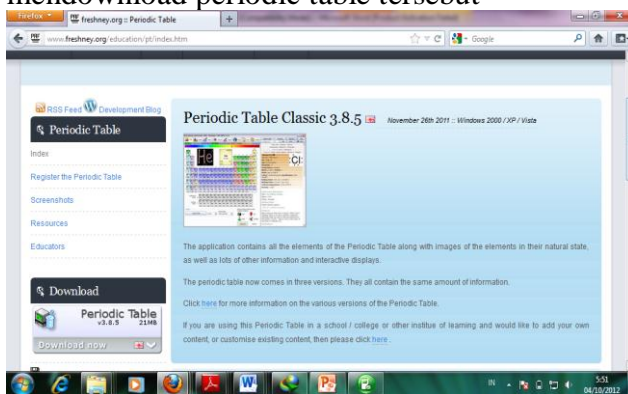 mendownload periodic table tersebut
Firefox
freshney.org :: Periodic Table
www.freshney.org/education/pt/index.htm
Google
RSS Feed Development Blog
Periodic Table
Index
Register the Periodic Table
Screenshots
Resources
Educators
Download
Periodic Table
v3.8.5 21MB
Download now
Periodic Table Classic 3.8.5 November 26th 2011 :: Windows 2000 / XP / Vista
He
Cl
The application contains all the elements of the Periodic Table along with images of the elements in their natural state,
as well as lots of other information and interactive displays.
The periodic table now comes in three versions. They all contain the same amount of information.
Click here for more information on the various versions of the Periodic Table.
If you are using this Periodic Table in a school / college or other institue of learning and would like to add your own
content, or customise existing content, then please click here .
IN
5:51
04/10/2012